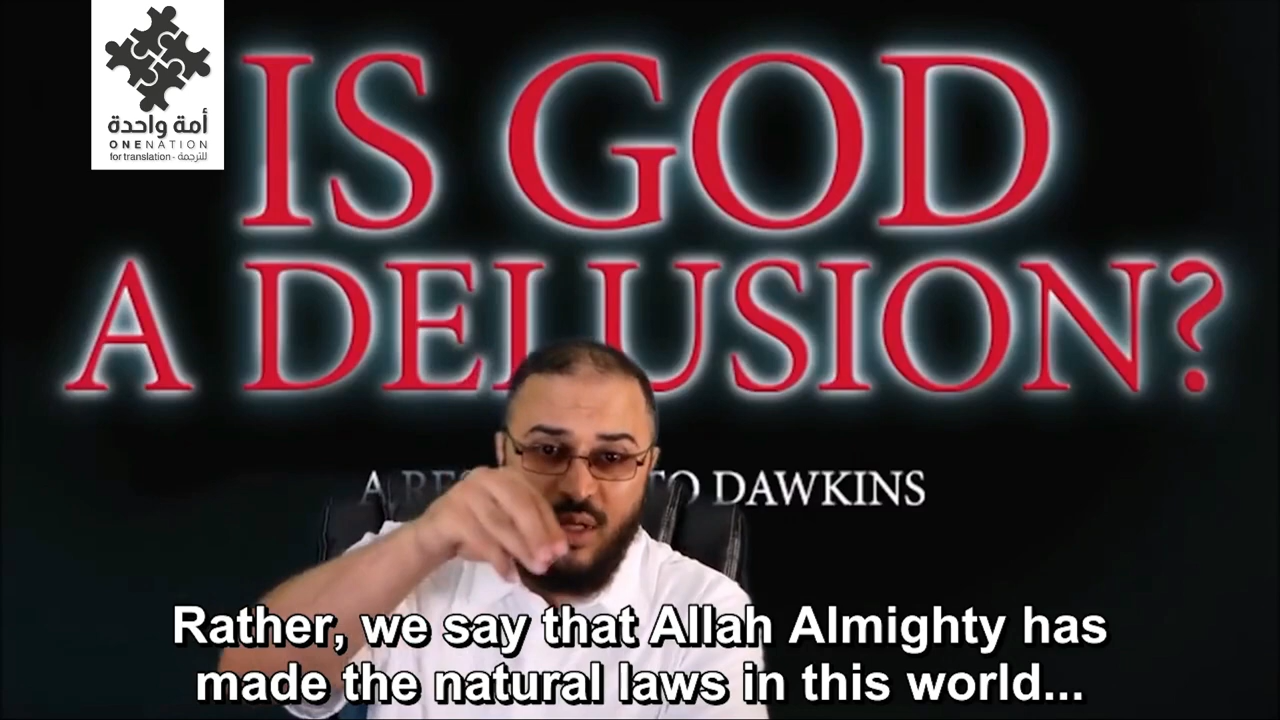 أمة واحدة
ONENATION
for translation - للترجمة
IS GOD
A DELUSION?
A RES TO DAWKINS
Rather, we say that Allah Almighty has
made the natural laws in this world...